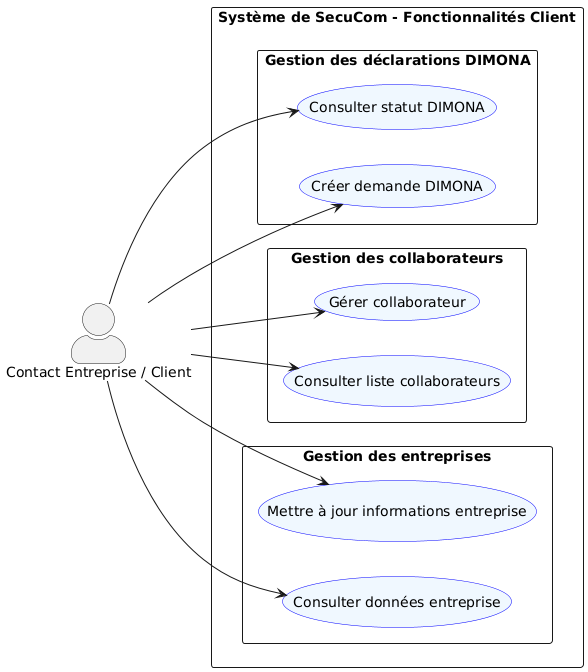 Système de SecuCom - Fonctionnalités Client
Gestion des déclarations DIMONA
Consulter statut DIMONA
Créer demande DIMONA
Gestion des collaborateurs
Gérer collaborateur
Contact Entreprise / Client
Consulter liste collaborateurs
Gestion des entreprises
Mettre à jour informations entreprise
Consulter données entreprise